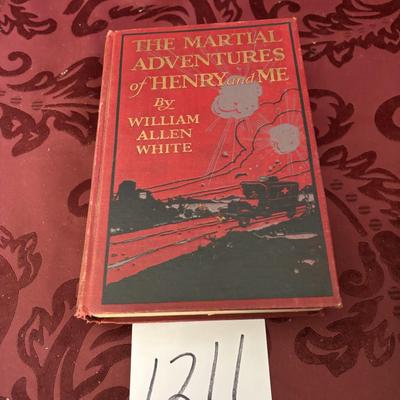 THE MARTIAL
ADVENTURES
of HENRY and ME
By
WILLIAM
ALLEN
WHITE
1211